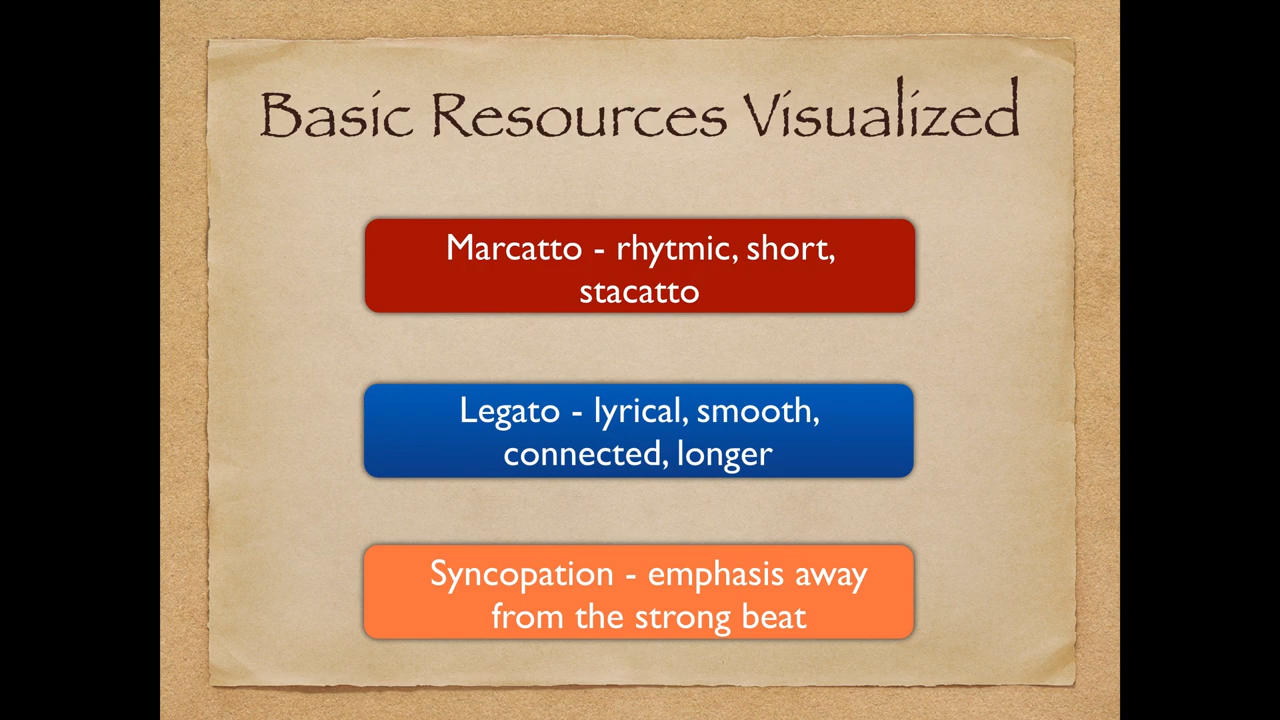 Basic Resources Visualized
Marcatto - rhytmic, short,
stacatto
Legato - lyrical, smooth,
connected, longer
Syncopation - emphasis away
from the strong beat